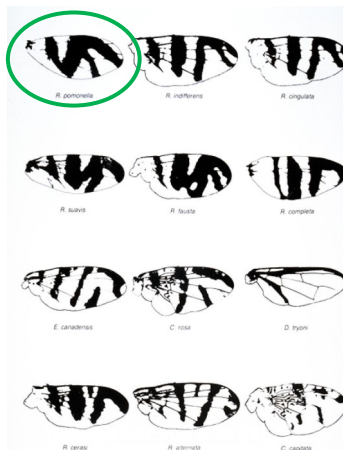 R. pomonella
R. indifferens
R. cingulata
R. suavis
R. fausta
R. completa
E. canadensis
C. rosa
D. tryoni
R. cerasi
R. alternata
C. capitata